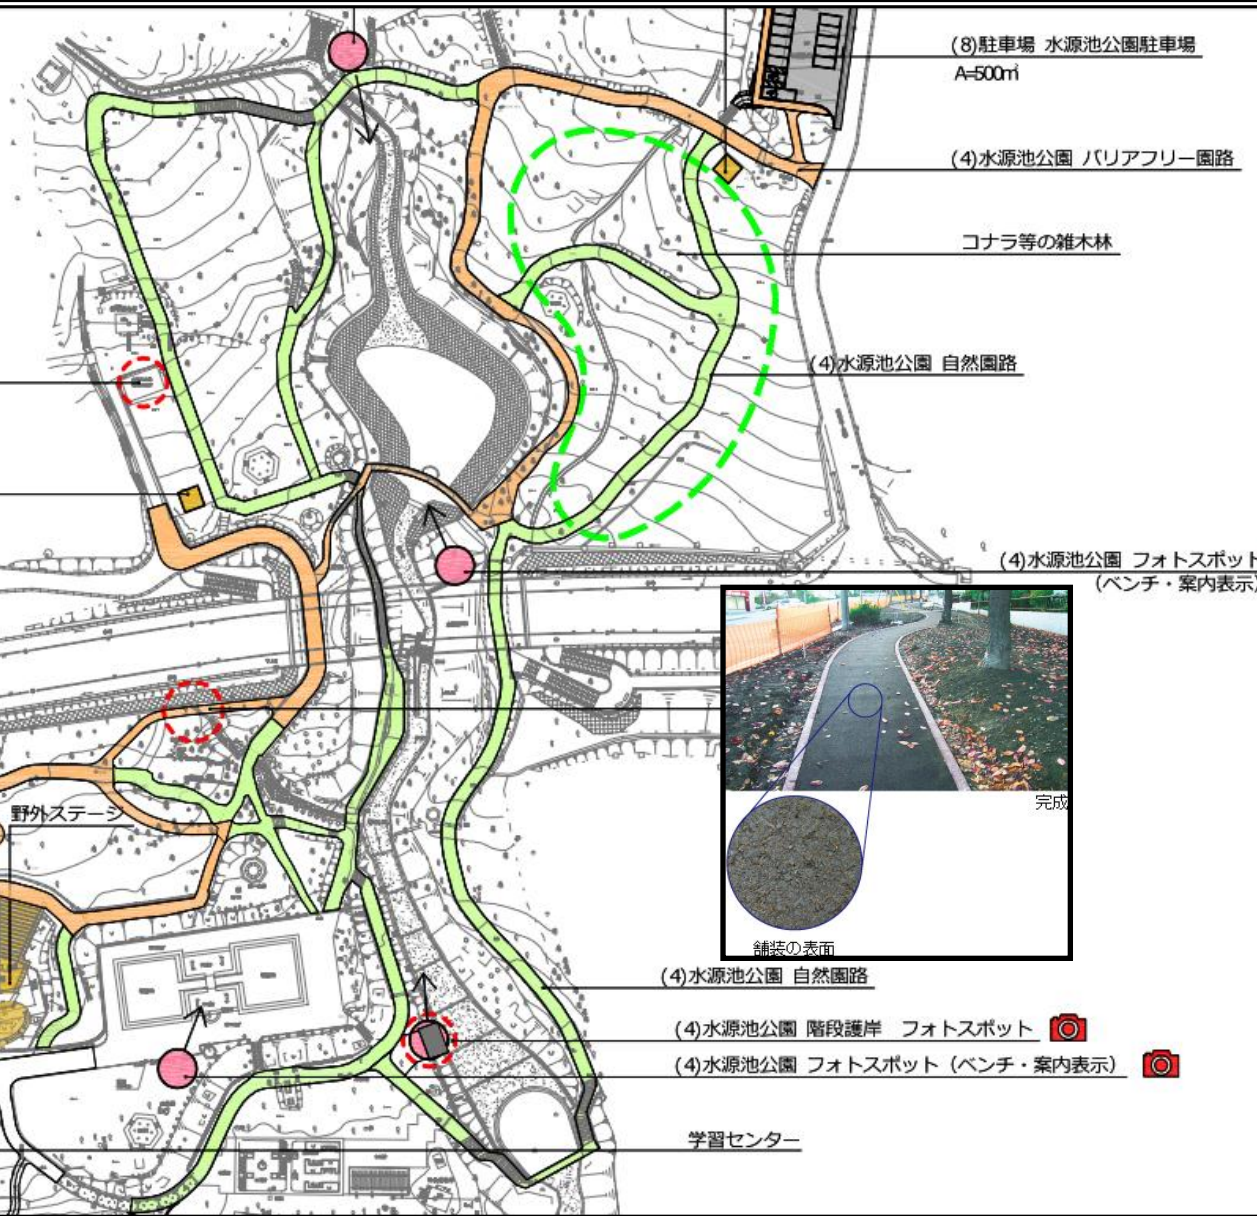 (8)駐車場 水源池公園駐車場
A=500㎡
(4)水源池公園 バリアフリー園路
コナラ等の雑木林
(4)水源池公園 自然園路
(4)水源池公園 フォトスポット
(ベンチ・案内表示)
完成
野外ステージ
舗装の表面
(4)水源池公園 自然園路
(4)水源池公園 階段護岸 フォトスポット
(4)水源池公園 フォトスポット (ベンチ・案内表示)
学習センター